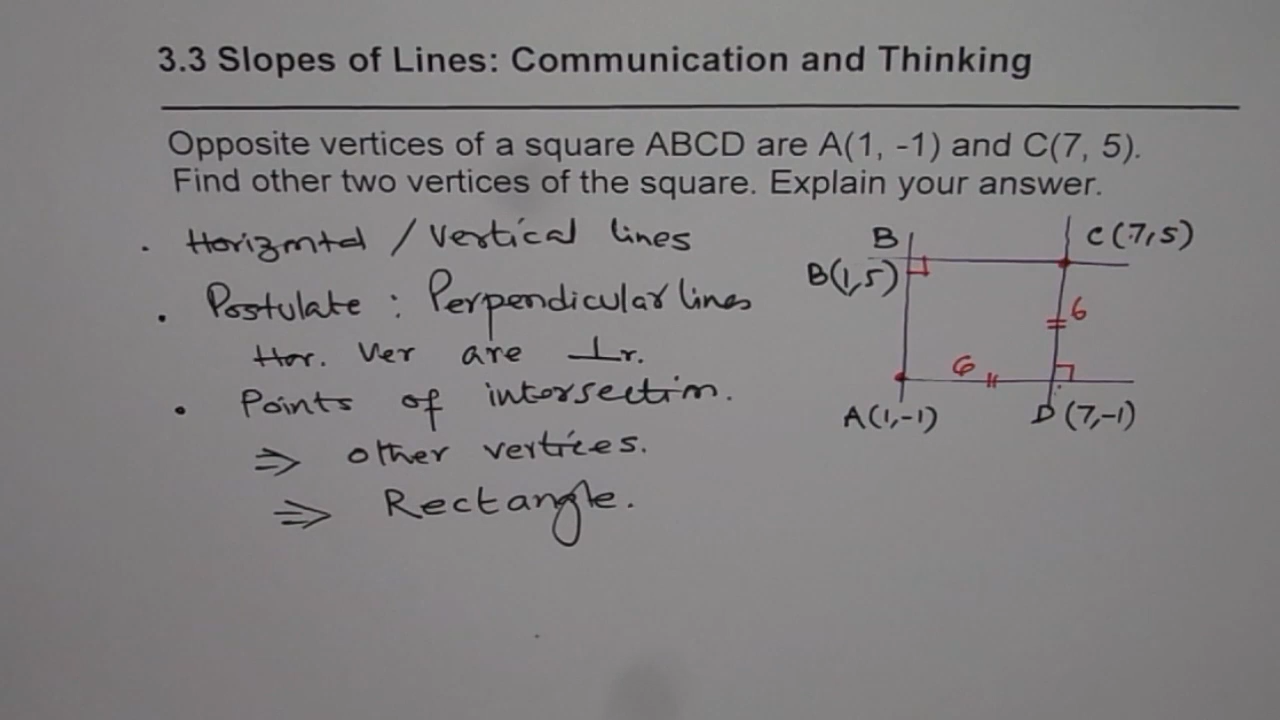 3.3 Slopes of Lines: Communication and Thinking
Opposite vertices of a square ABCD are A(1, -1) and C(7, 5).
Find other two vertices of the square. Explain your answer.
. Horizontal / Vertical lines
. Postulate : Perpendicular lines
Hor. Ver are ⊥r.
. Points of intersection.
⇒ other vertices.
⇒ Rectangle.
B
C(7,5)
B(1,5)
6
6
A(1,-1)
D(7,-1)